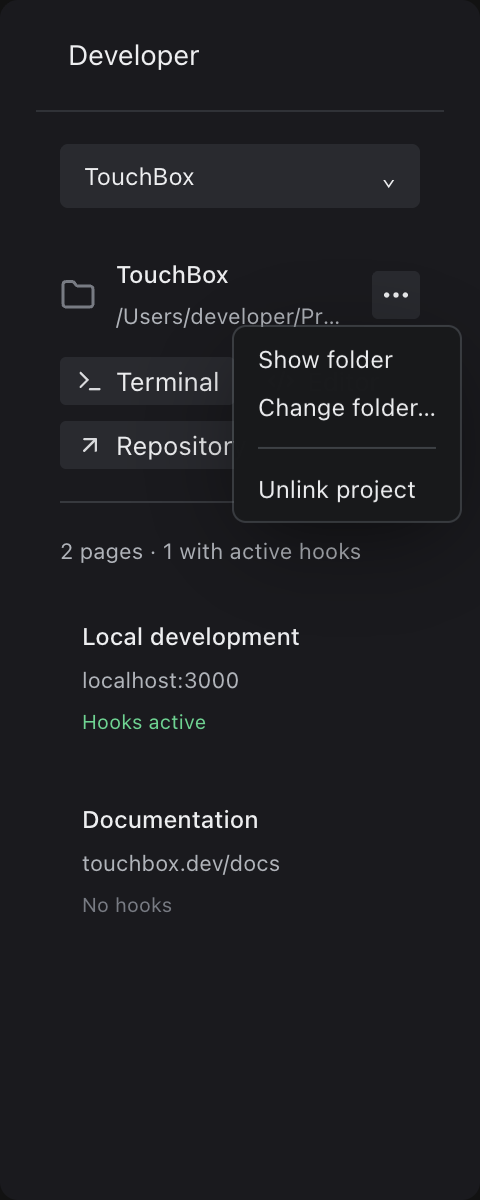 Developer
TouchBox
TouchBox
/Users/developer/Pr...
Show folder
Change folder...
Unlink project
Terminal
Repositor
2 pages · 1 with active hooks
Local development
localhost:3000
Hooks active
Documentation
touchbox.dev/docs
No hooks